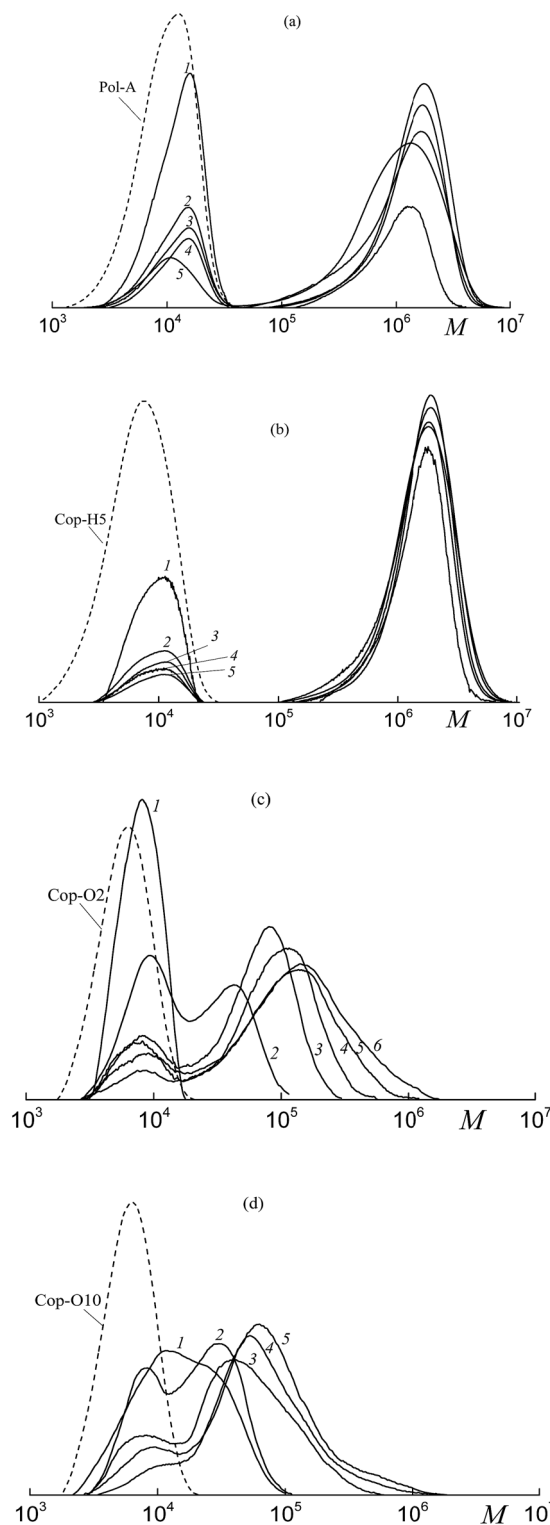 (a)
Pol-A
1
2
3
4
5
10³ 10⁴ 10⁵ 10⁶ M 10⁷
(b)
Cop-H5
1
2 3
4
5
10³ 10⁴ 10⁵ 10⁶ M 10⁷
(c)
1
Cop-O2
2 3 4 5 6
10³ 10⁴ 10⁵ 10⁶ M 10⁷
(d)
Cop-O10
1 2 3 4 5
10³ 10⁴ 10⁵ 10⁶ M 10⁷